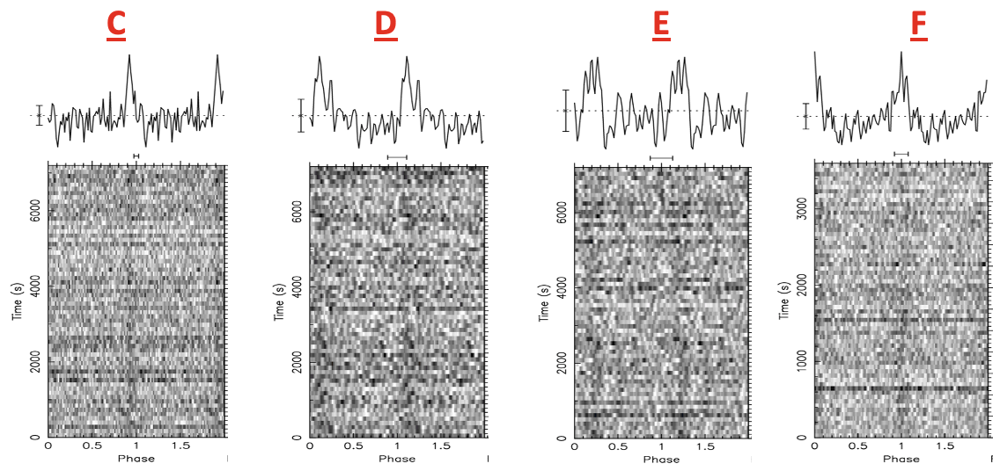 C D E F
6000 6000 6000 3000
4000 4000 4000 2000
2000 2000 2000 1000
0 0 0 0
Time (s) Time (s) Time (s) Time (s)
0 0.5 1 1.5 0 0.5 1 1.5 0 0.5 1 1.5 0 0.5 1 1.5
Phase Phase Phase Phase